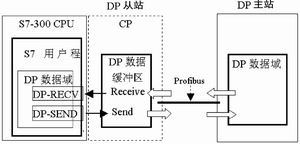 DP 从站
DP 主站
S7-300 CPU
CP
S7 用户程
DP 数据域
DP-RECV
DP-SEND
DP 数据
缓冲区
Receive
Send
Profibus
DP 数据域